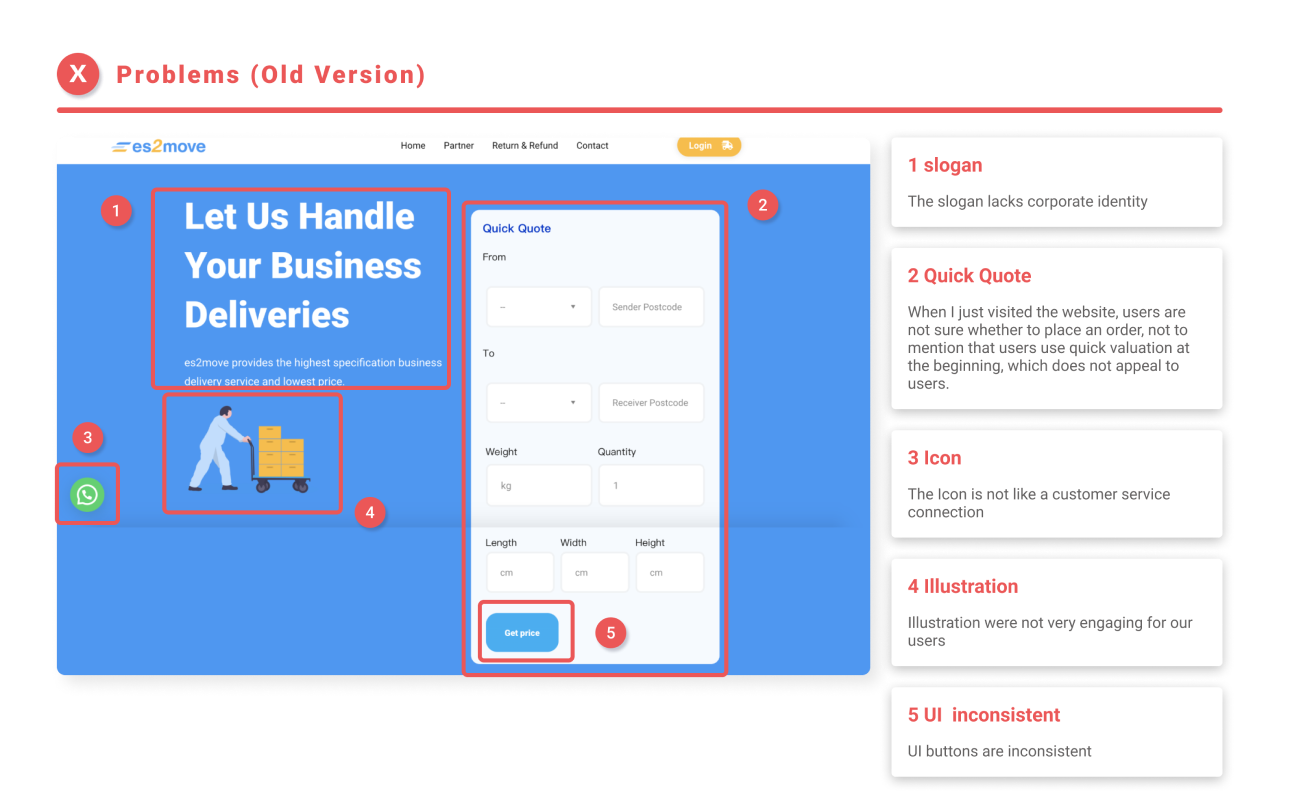 X Problems (Old Version)
es2move Home Partner Return & Refund Contact Login
1
Let Us Handle
Your Business
Deliveries
es2move provides the highest specification business
delivery service and lowest price.
2
Quick Quote
From
– Sender Postcode
To
– Receiver Postcode
Weight Quantity
kg 1
Length Width Height
cm cm cm
Get price
3
4
5
1 slogan
The slogan lacks corporate identity
2 Quick Quote
When I just visited the website, users are
not sure whether to place an order, not to
mention that users use quick valuation at
the beginning, which does not appeal to
users.
3 Icon
The Icon is not like a customer service
connection
4 Illustration
Illustration were not very engaging for our
users
5 UI inconsistent
UI buttons are inconsistent